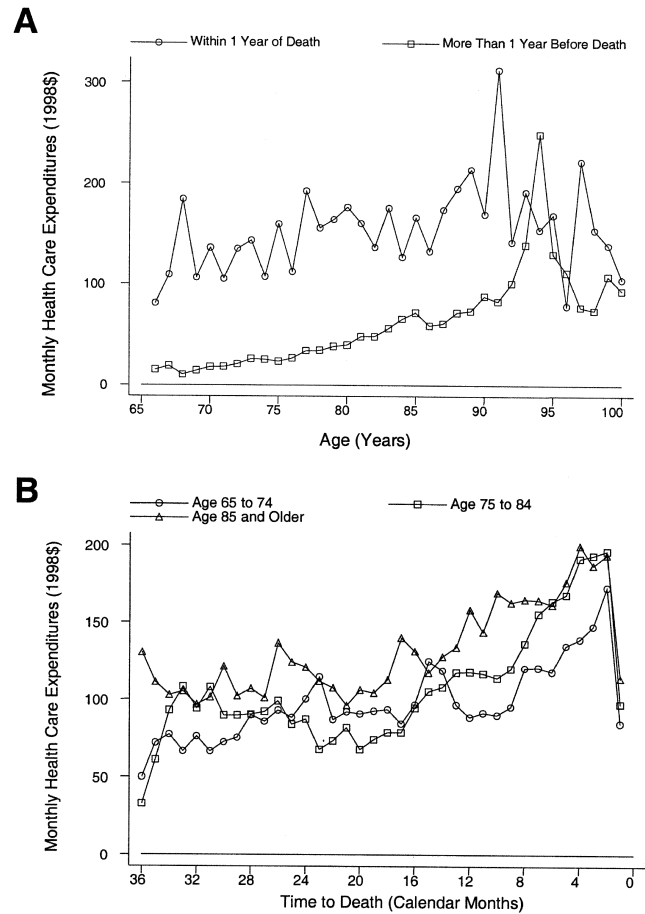 A
Within 1 Year of Death
More Than 1 Year Before Death
Monthly Health Care Expenditures (1998$)
300
200
100
0
65 70 75 80 85 90 95 100
Age (Years)
B
Age 65 to 74
Age 75 to 84
Age 85 and Older
Monthly Health Care Expenditures (1998$)
200
150
100
50
0
36 32 28 24 20 16 12 8 4 0
Time to Death (Calendar Months)